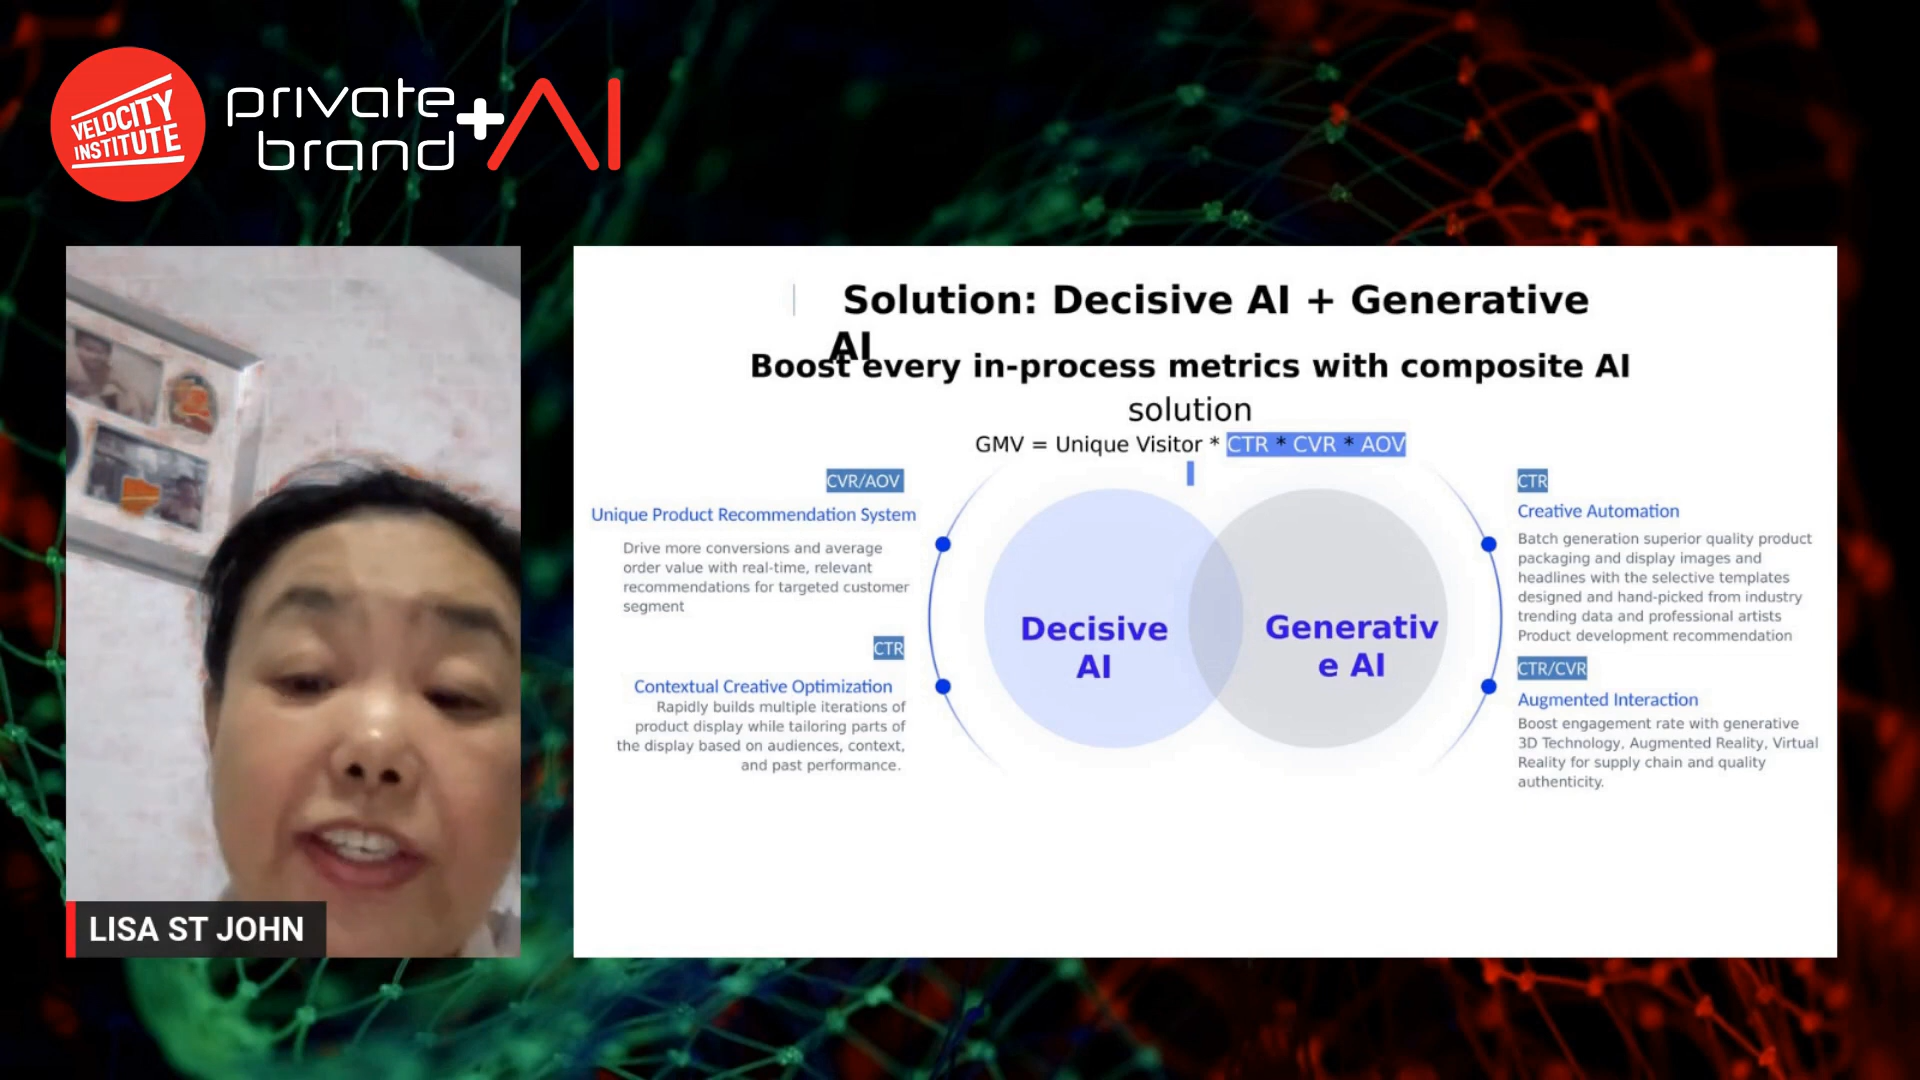 VELOCITY
INSTITUTE
private
brand
+AI
Solution: Decisive AI + Generative
AI
Boost every in-process metrics with composite AI
solution
GMV = Unique Visitor * CTR * CVR * AOV
CVR/AOV
Unique Product Recommendation System
Drive more conversions and average
order value with real-time, relevant
recommendations for targeted customer
segment
CTR
Contextual Creative Optimization
Rapidly builds multiple iterations of
product display while tailoring parts of
the display based on audiences, context,
and past performance.
Decisive
AI
Generativ
e AI
CTR
Creative Automation
Batch generation superior quality product
packaging and display images and
headlines with the selective templates
designed and hand-picked from industry
trending data and professional artists
Product development recommendation
CTR/CVR
Augmented Interaction
Boost engagement rate with generative
3D Technology, Augmented Reality, Virtual
Reality for supply chain and quality
authenticity.
LISA ST JOHN